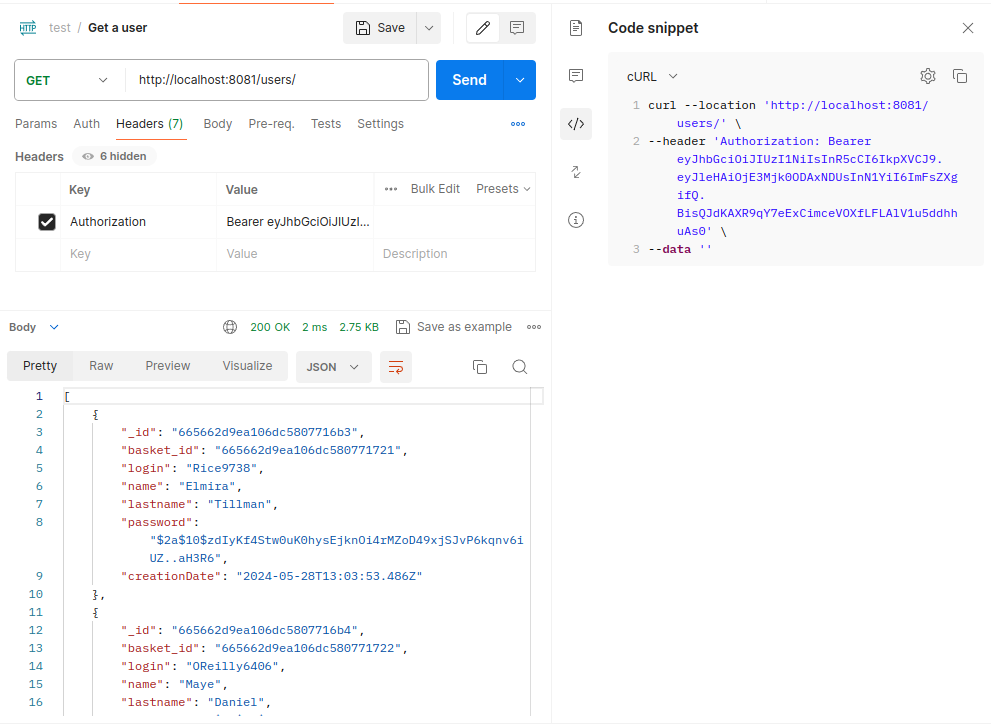 HTTP test / Get a user Save
GET http://localhost:8081/users/ Send
Params Auth Headers (7) Body Pre-req. Tests Settings
Headers 6 hidden
Key Value Bulk Edit Presets
Authorization Bearer eyJhbGciOiJIUzI...
Key Value Description
Body 200 OK 2 ms 2.75 KB Save as example
Pretty Raw Preview Visualize JSON
1 [
2 {
3 "_id": "665662d9ea106dc5807716b3",
4 "basket_id": "665662d9ea106dc580771721",
5 "login": "Rice9738",
6 "name": "Elmira",
7 "lastname": "Tillman",
8 "password":
"$2a$10$zdIyKf4Stw0uK0hysEjknOi4rMZoD49xjSJvP6kqnv6i
UZ..aH3R6",
9 "creationDate": "2024-05-28T13:03:53.486Z"
10 },
11 {
12 "_id": "665662d9ea106dc5807716b4",
13 "basket_id": "665662d9ea106dc580771722",
14 "login": "OReilly6406",
15 "name": "Maye",
16 "lastname": "Daniel",
Code snippet
cURL
1 curl --location 'http://localhost:8081/
users/' \
2 --header 'Authorization: Bearer
eyJhbGciOiJIUzI1NiIsInR5cCI6IkpXVCJ9.
eyJleHAiOjE3Mjk0ODAxNDUsInN1YiI6ImFsZXg
ifQ.
BisQJdKAXR9qY7eExCimceVOXfLFLAlV1u5ddhh
uAs0' \
3 --data ''